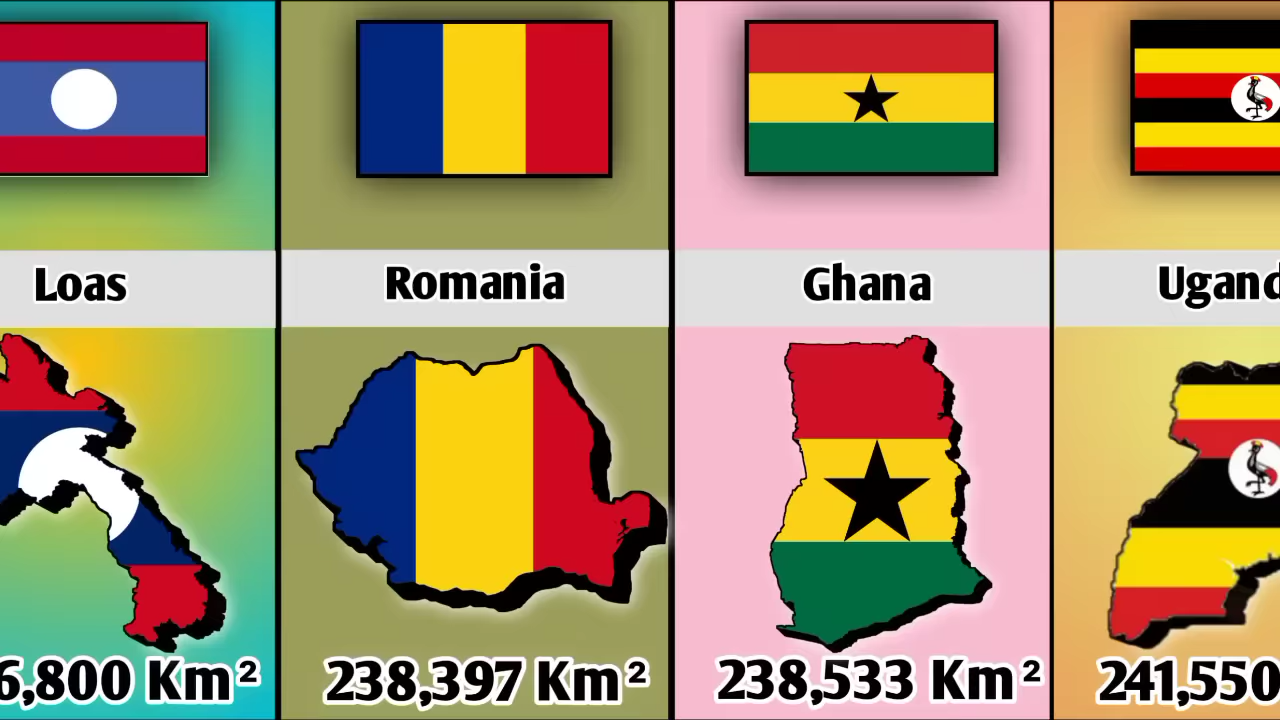 Loas
Romania
Ghana
Ugand
6,800 Km²
238,397 Km²
238,533 Km²
241,550